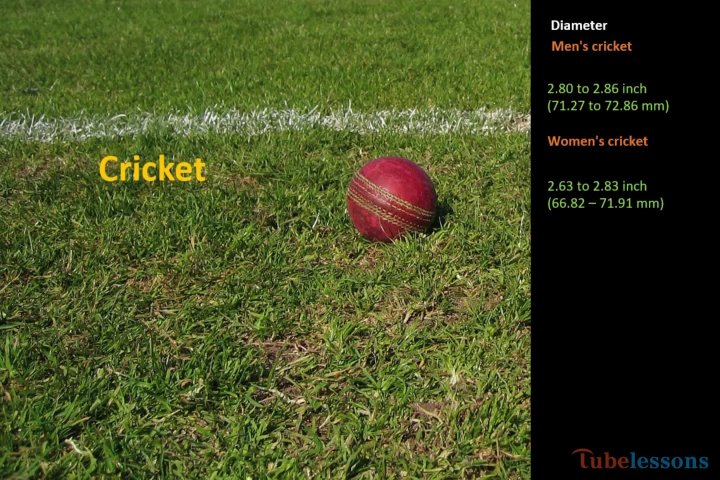 Diameter
Men's cricket
2.80 to 2.86 inch
(71.27 to 72.86 mm)
Cricket
Women's cricket
2.63 to 2.83 inch
(66.82 – 71.91 mm)
Tubelessons